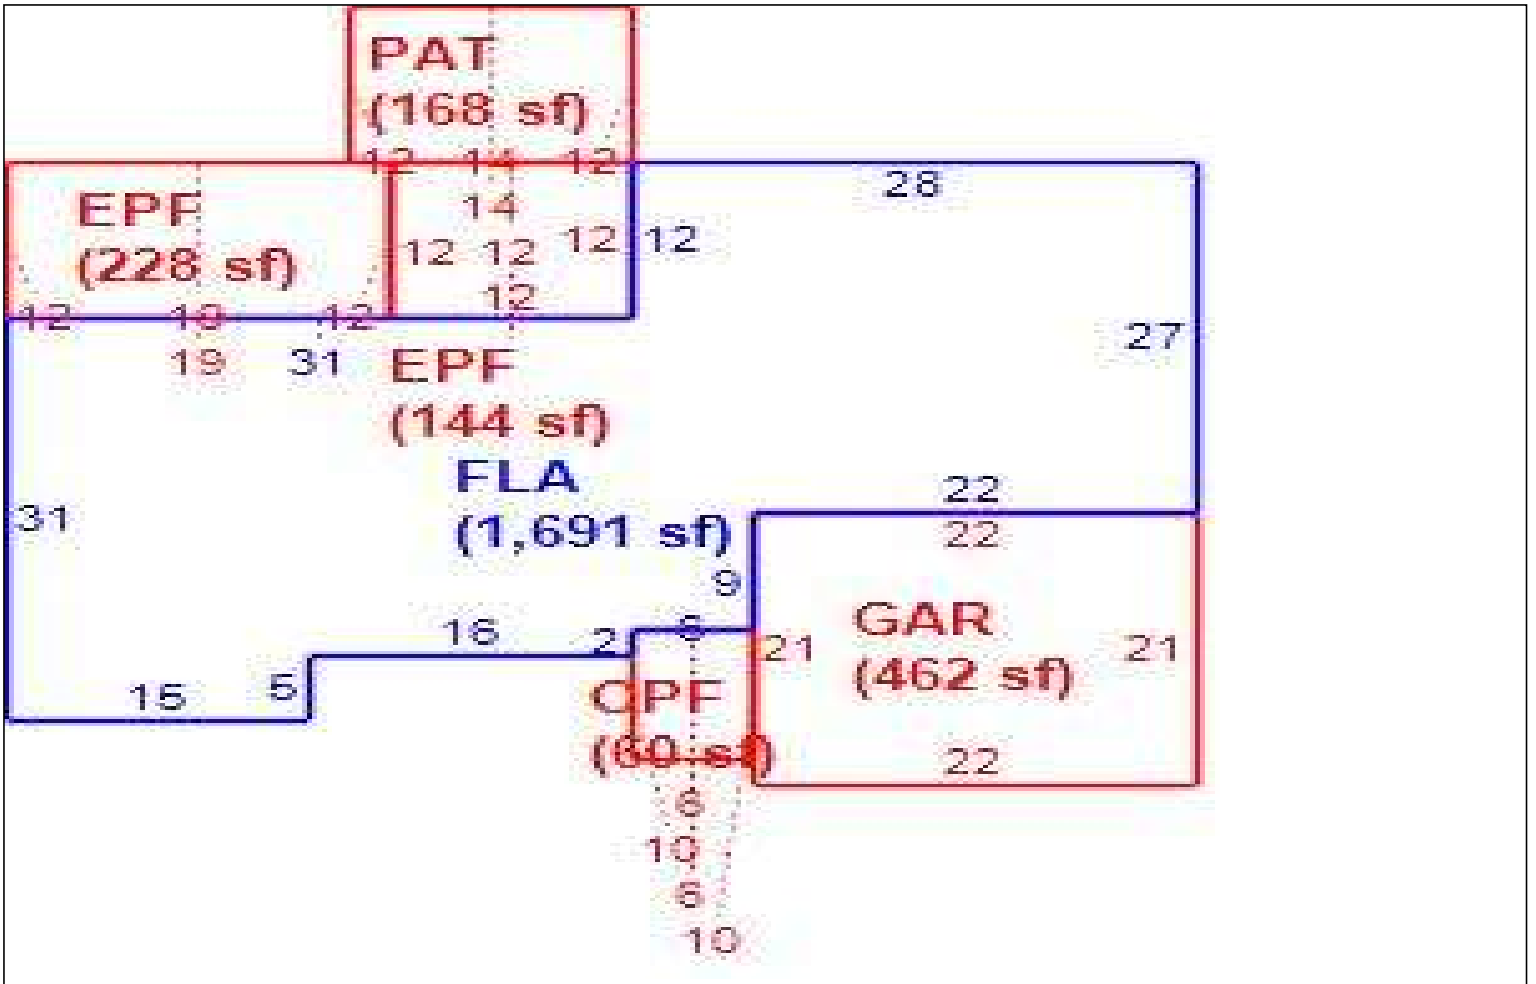 PAT
(168 sf)
12 14 12
28
EPF
(228 sf)
14
12 12 12 12
12
12 19 12
19 31
27
EPF
(144 sf)
FLA
(1,691 sf)
31
22
22
9
GAR
(462 sf)
16 2 6
21 21
15 5
OPF
(60 sf)
22
6
10
6
10